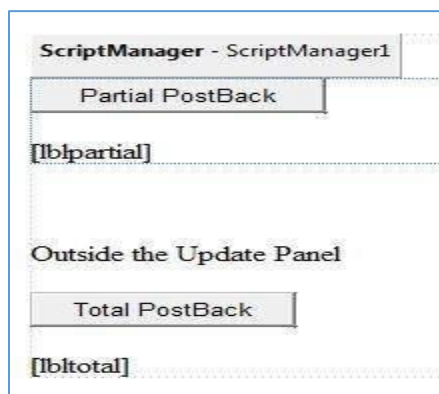 ScriptManager - ScriptManager1
Partial PostBack
[lblpartial]
Outside the Update Panel
Total PostBack
[lbltotal]